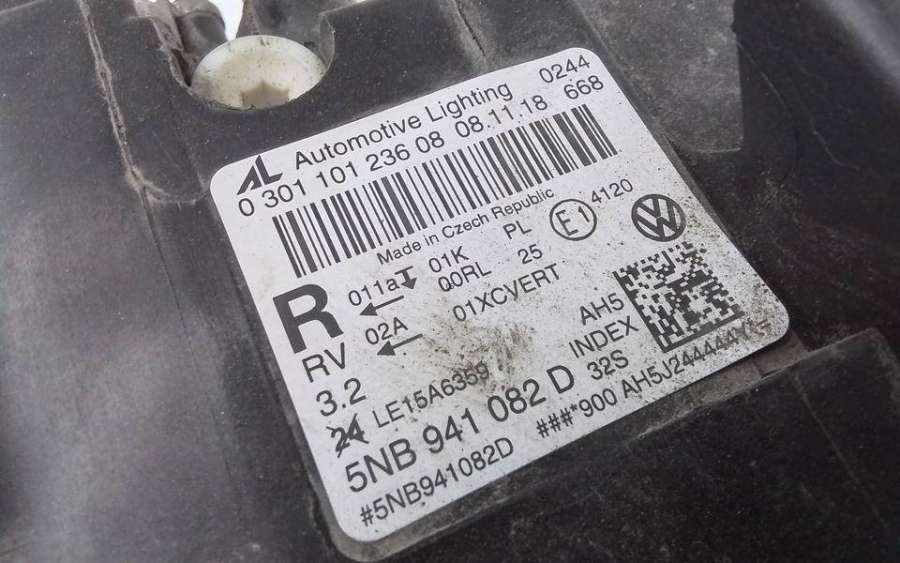 AL Automotive Lighting 0244
0 301 101 236 08 08.11.18 668
Made in Czech Republic
R 011a 01K PL E1 4120
00RL 25
RV 02A 01XCVERT AH5
3.2 INDEX
24 LE15A6359 32S
5NB 941 082 D ###*900 AH5J244444
#5NB941082D